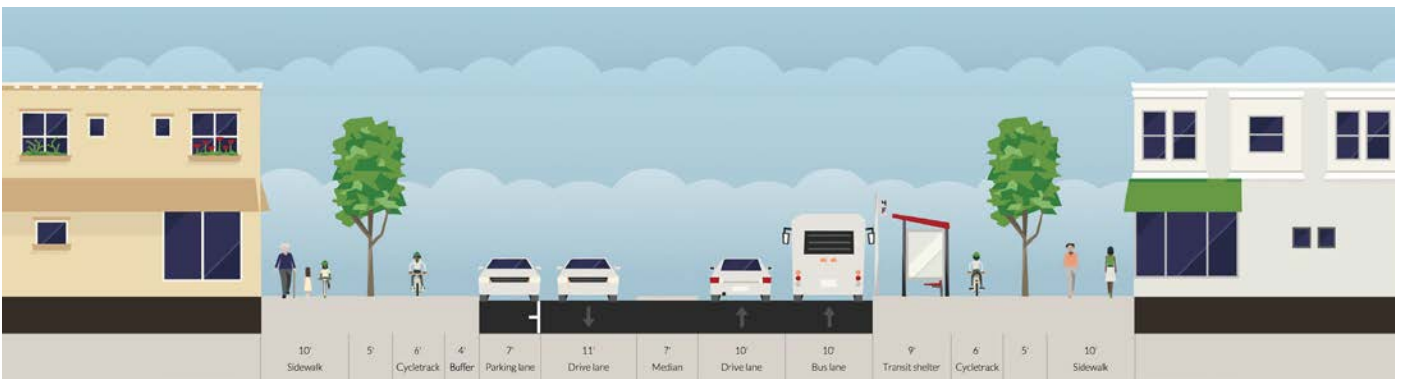 10' 5' 6' 4' 7' 11' 7' 10' 10' 9' 6' 5' 10'
Sidewalk Cycletrack Buffer Parking lane Drive lane Median Drive lane Bus lane Transit shelter Cycletrack Sidewalk